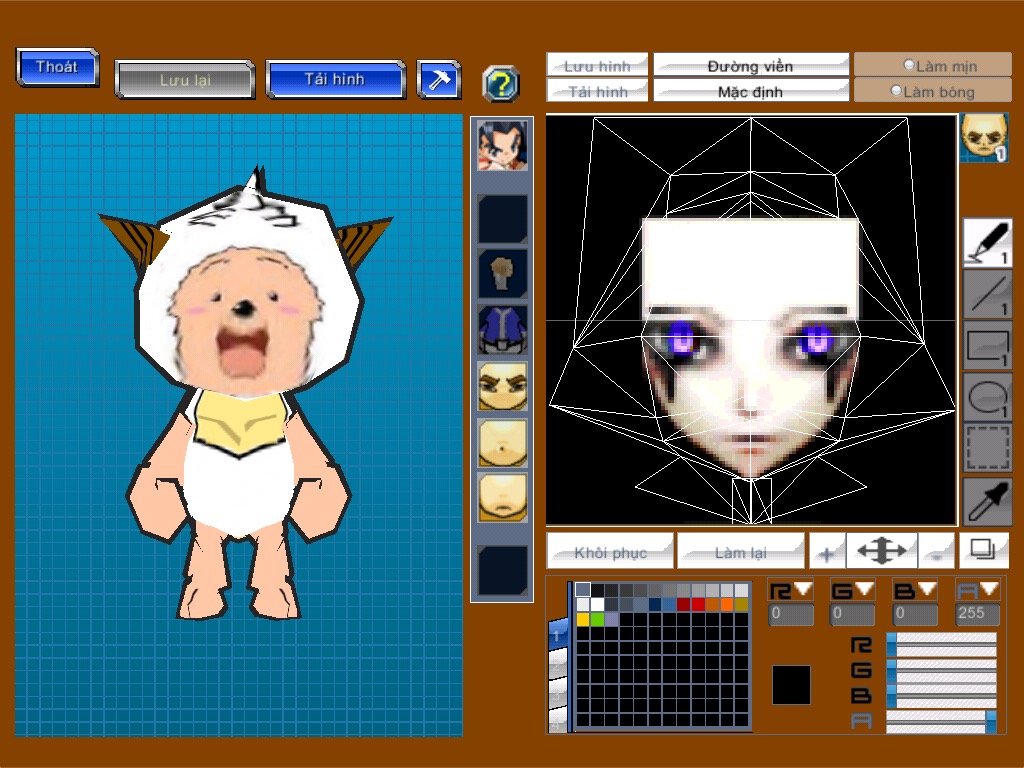 Thoát
Lưu lại
Tải hình
?
Lưu hình
Đường viền
Làm mịn
Tải hình
Mặc định
Làm bóng
1
1
1
1
1
Khôi phục
Làm lại
+
-
R
G
B
A
0
0
0
255
1
R
G
B
A